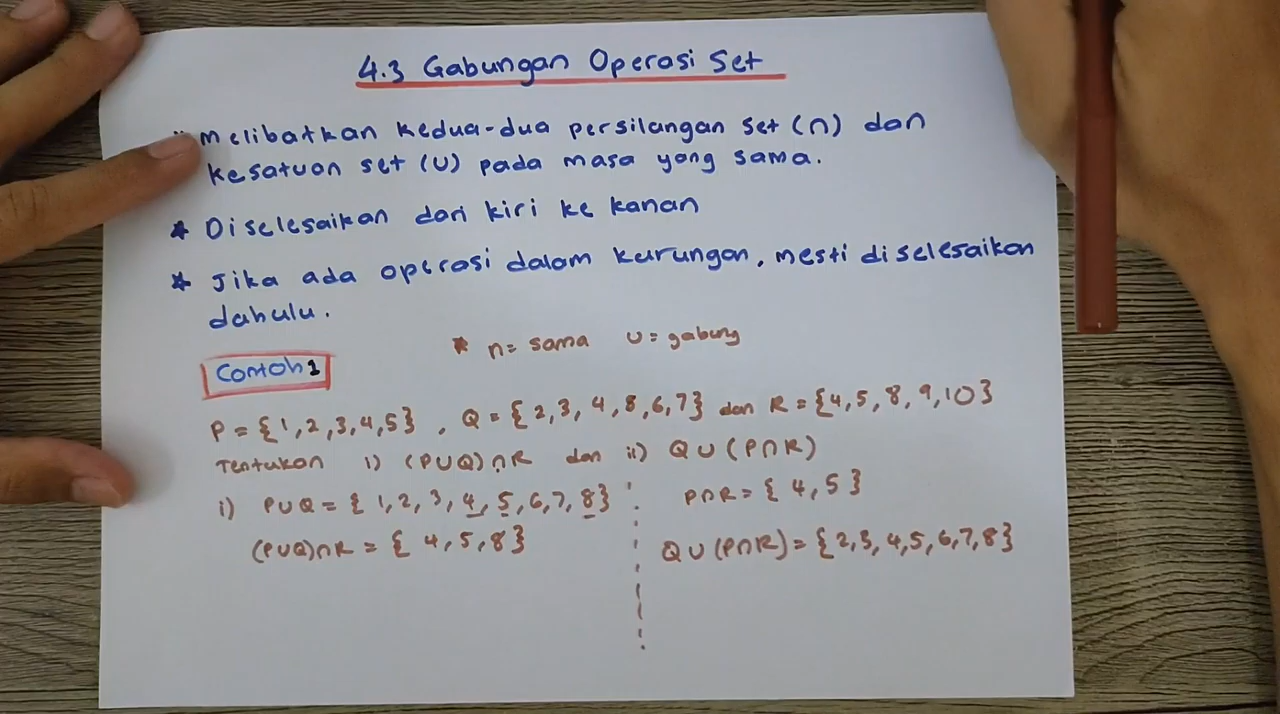 4.3 Gabungan Operasi Set
* Melibatkan kedua-dua persilangan set (∩) dan
kesatuan set (∪) pada masa yang sama.
* Diselesaikan dari kiri ke kanan
* Jika ada operasi dalam kurungan, mesti diselesaikan
dahulu.
* ∩ = sama ∪ = gabung
Contoh 1
P = {1,2,3,4,5} , Q = {2,3,4,8,6,7} dan R = {4,5,8,9,10}
Tentukan i) (P∪Q)∩R dan ii) Q∪(P∩R)
i) P∪Q = {1,2,3,4,5,6,7,8}
(P∪Q)∩R = {4,5,8}
P∩R = {4,5}
Q∪(P∩R) = {2,3,4,5,6,7,8}